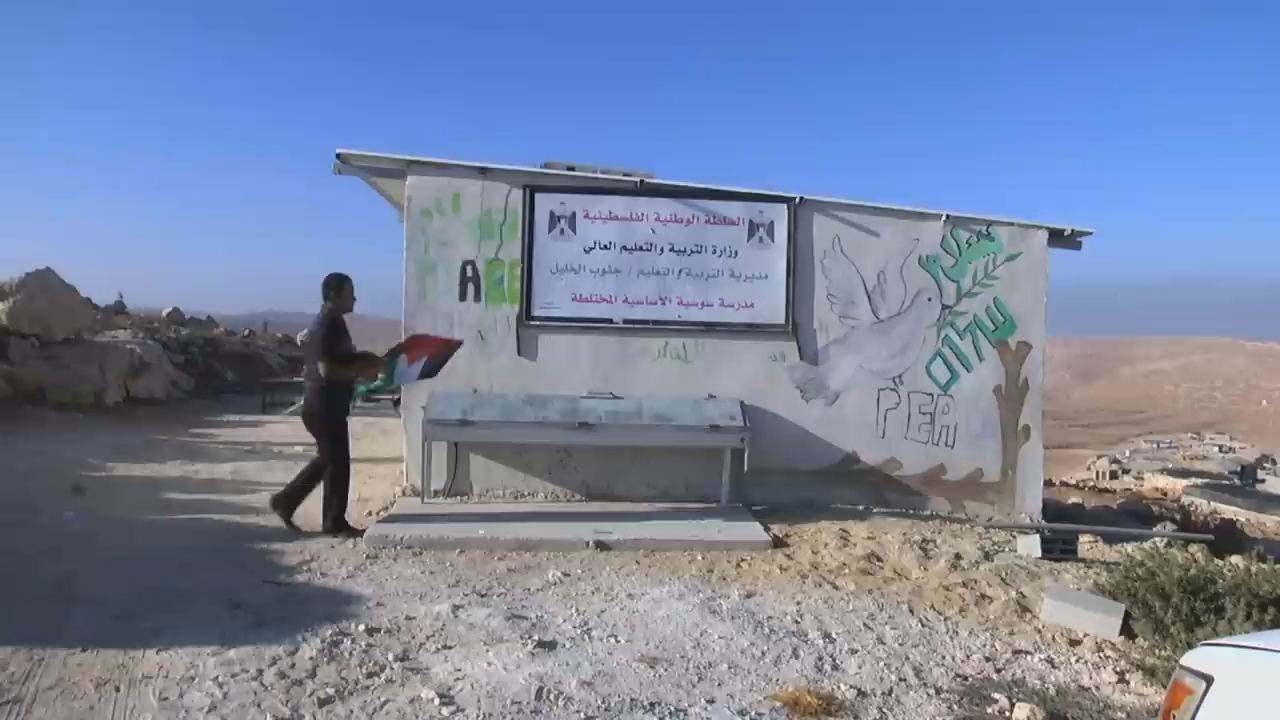 السلطة الوطنية الفلسطينية
وزارة التربية والتعليم العالي
مديرية التربية والتعليم / جنوب الخليل
مدرسة سوسية الأساسية المختلطة
سلام
שלום
PEA